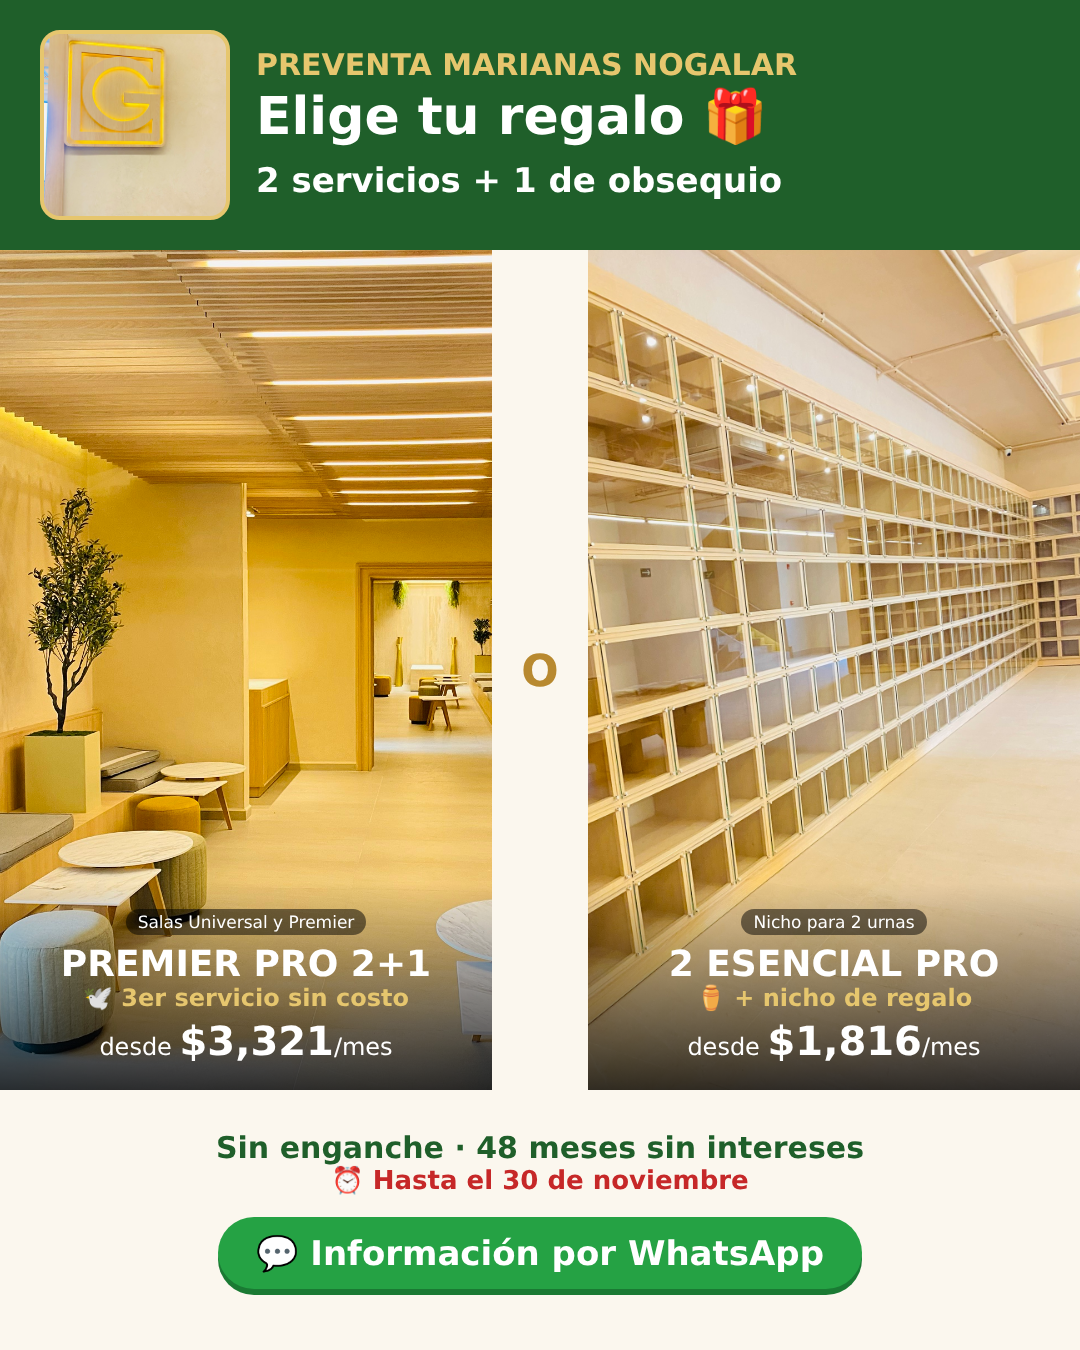 G
PREVENTA MARIANAS NOGALAR
Elige tu regalo 🎁
2 servicios + 1 de obsequio
o
Salas Universal y Premier
PREMIER PRO 2+1
🕊️ 3er servicio sin costo
desde $3,321/mes
Nicho para 2 urnas
2 ESENCIAL PRO
⚱️ + nicho de regalo
desde $1,816/mes
Sin enganche · 48 meses sin intereses
⏰ Hasta el 30 de noviembre
💬 Información por WhatsApp